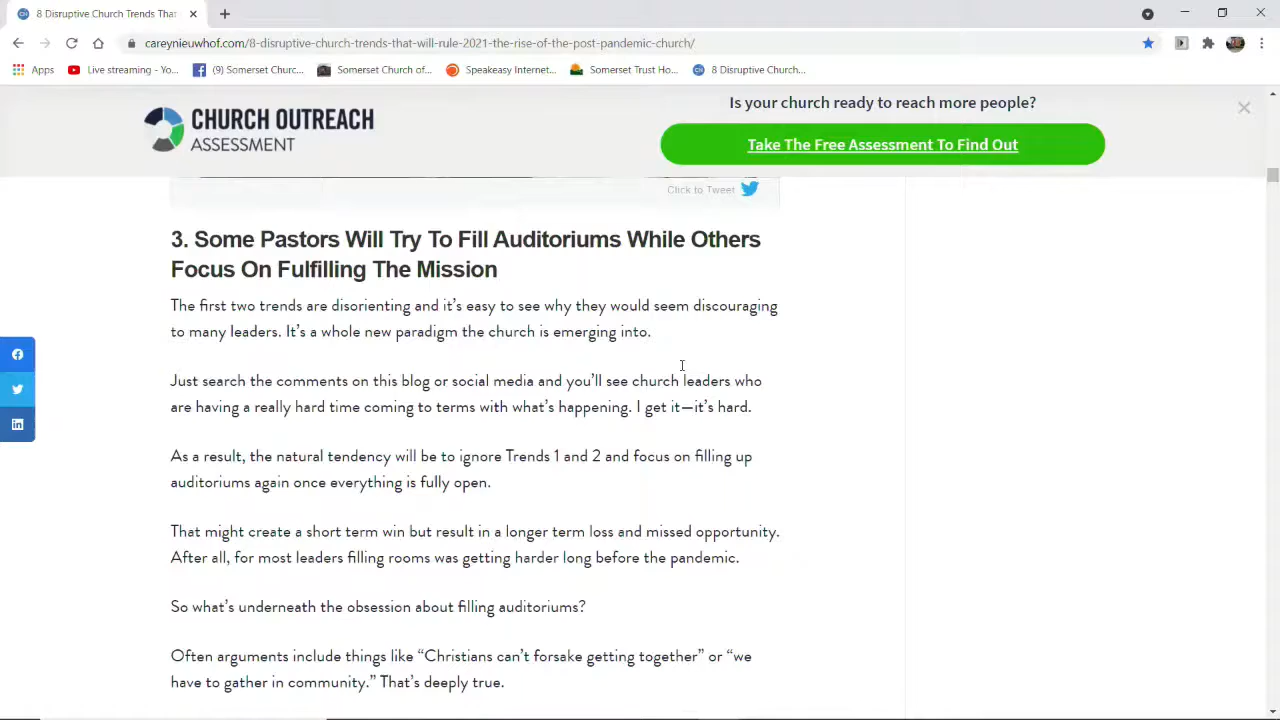 8 Disruptive Church Trends That
careynieuwhof.com/8-disruptive-church-trends-that-will-rule-2021-the-rise-of-the-post-pandemic-church/
Apps
Live streaming - Yo...
(9) Somerset Churc...
Somerset Church of...
Speakeasy Internet...
Somerset Trust Ho...
CN
8 Disruptive Church...
CHURCH OUTREACH
ASSESSMENT
Is your church ready to reach more people?
Take The Free Assessment To Find Out
Click to Tweet
3. Some Pastors Will Try To Fill Auditoriums While Others
Focus On Fulfilling The Mission
The first two trends are disorienting and it’s easy to see why they would seem discouraging
to many leaders. It’s a whole new paradigm the church is emerging into.
Just search the comments on this blog or social media and you’ll see church leaders who
are having a really hard time coming to terms with what’s happening. I get it—it’s hard.
As a result, the natural tendency will be to ignore Trends 1 and 2 and focus on filling up
auditoriums again once everything is fully open.
That might create a short term win but result in a longer term loss and missed opportunity.
After all, for most leaders filling rooms was getting harder long before the pandemic.
So what’s underneath the obsession about filling auditoriums?
Often arguments include things like “Christians can’t forsake getting together” or “we
have to gather in community.” That’s deeply true.